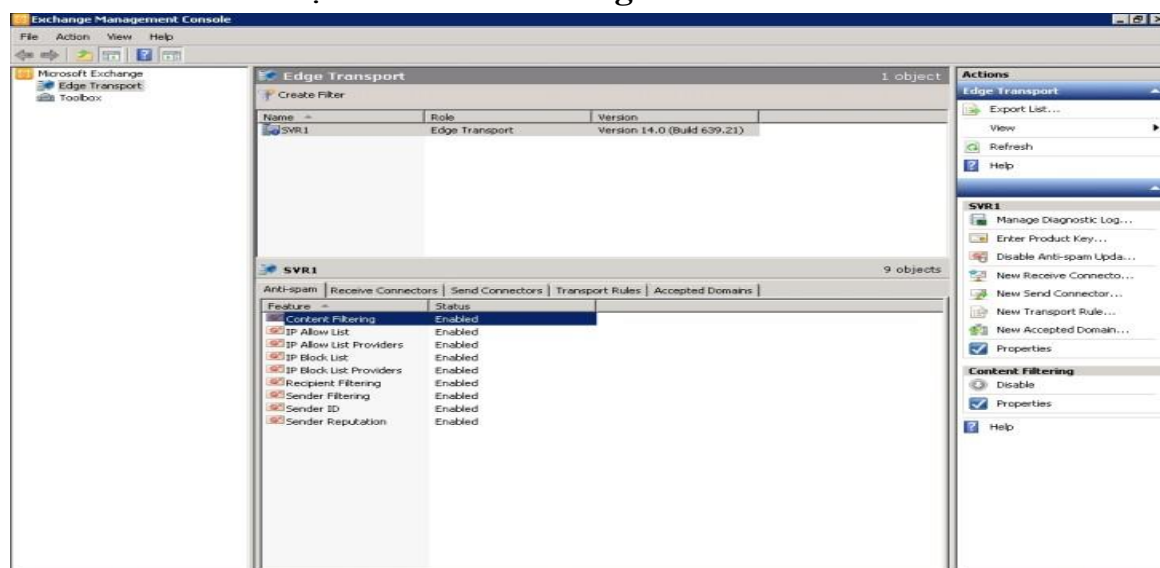 Exchange Management Console
File Action View Help
Microsoft Exchange
Edge Transport
Toolbox
Edge Transport 1 object
Create Filter
Name Role Version
SVR1 Edge Transport Version 14.0 (Build 639.21)
SVR1 9 objects
Anti-spam Receive Connectors Send Connectors Transport Rules Accepted Domains
Feature Status
Content Filtering Enabled
IP Allow List Enabled
IP Allow List Providers Enabled
IP Block List Enabled
IP Block List Providers Enabled
Recipient Filtering Enabled
Sender Filtering Enabled
Sender ID Enabled
Sender Reputation Enabled
Actions
Edge Transport
Export List...
View
Refresh
Help
SVR1
Manage Diagnostic Log...
Enter Product Key...
Disable Anti-spam Upda...
New Receive Connecto...
New Send Connector...
New Transport Rule...
New Accepted Domain...
Properties
Content Filtering
Disable
Properties
Help